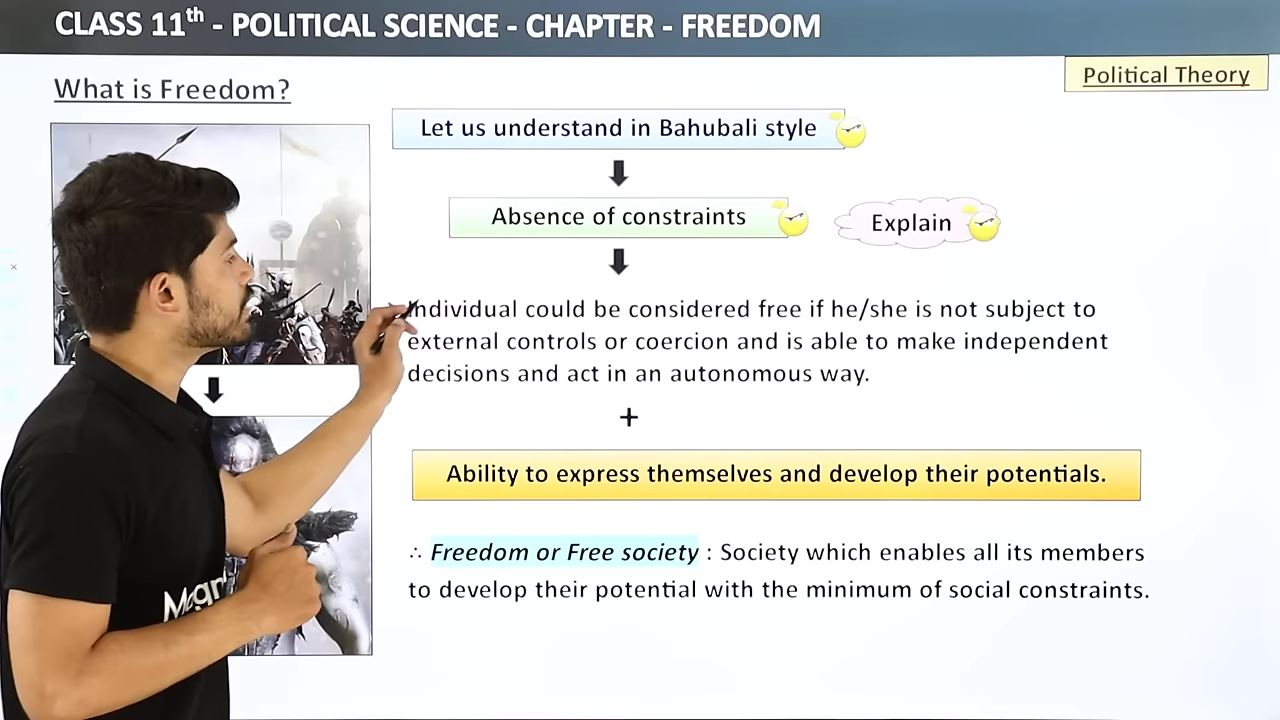 CLASS 11th - POLITICAL SCIENCE - CHAPTER - FREEDOM
Political Theory
What is Freedom?
Let us understand in Bahubali style
Absence of constraints
Explain
Individual could be considered free if he/she is not subject to
external controls or coercion and is able to make independent
decisions and act in an autonomous way.
+
Ability to express themselves and develop their potentials.
∴ Freedom or Free society : Society which enables all its members
to develop their potential with the minimum of social constraints.